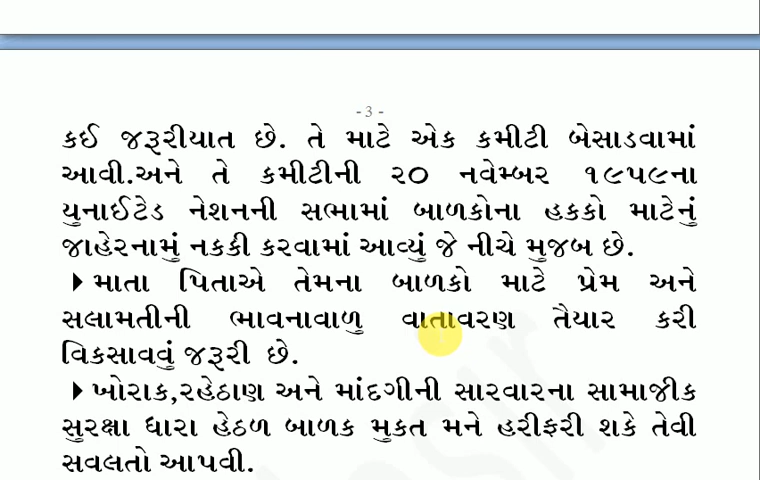 - 3 -
કઈ જરૂરીયાત છે. તે માટે એક કમીટી બેસાડવામાં
આવી.અને તે કમીટીની ૨૦ નવેમ્બર ૧૯૫૯ના
યુનાઈટેડ નેશનની સભામાં બાળકોના હકકો માટેનું
જાહેરનામું નકકી કરવામાં આવ્યું જે નીચે મુજબ છે.
▶માતા પિતાએ તેમના બાળકો માટે પ્રેમ અને
સલામતીની ભાવનાવાળુ વાતાવરણ તૈયાર કરી
વિકસાવવું જરૂરી છે.
▶ખોરાક,રહેઠાણ અને માંદગીની સારવારના સામાજીક
સુરક્ષા ધારા હેઠળ બાળક મુકત મને હરીફરી શકે તેવી
સવલતો આપવી.